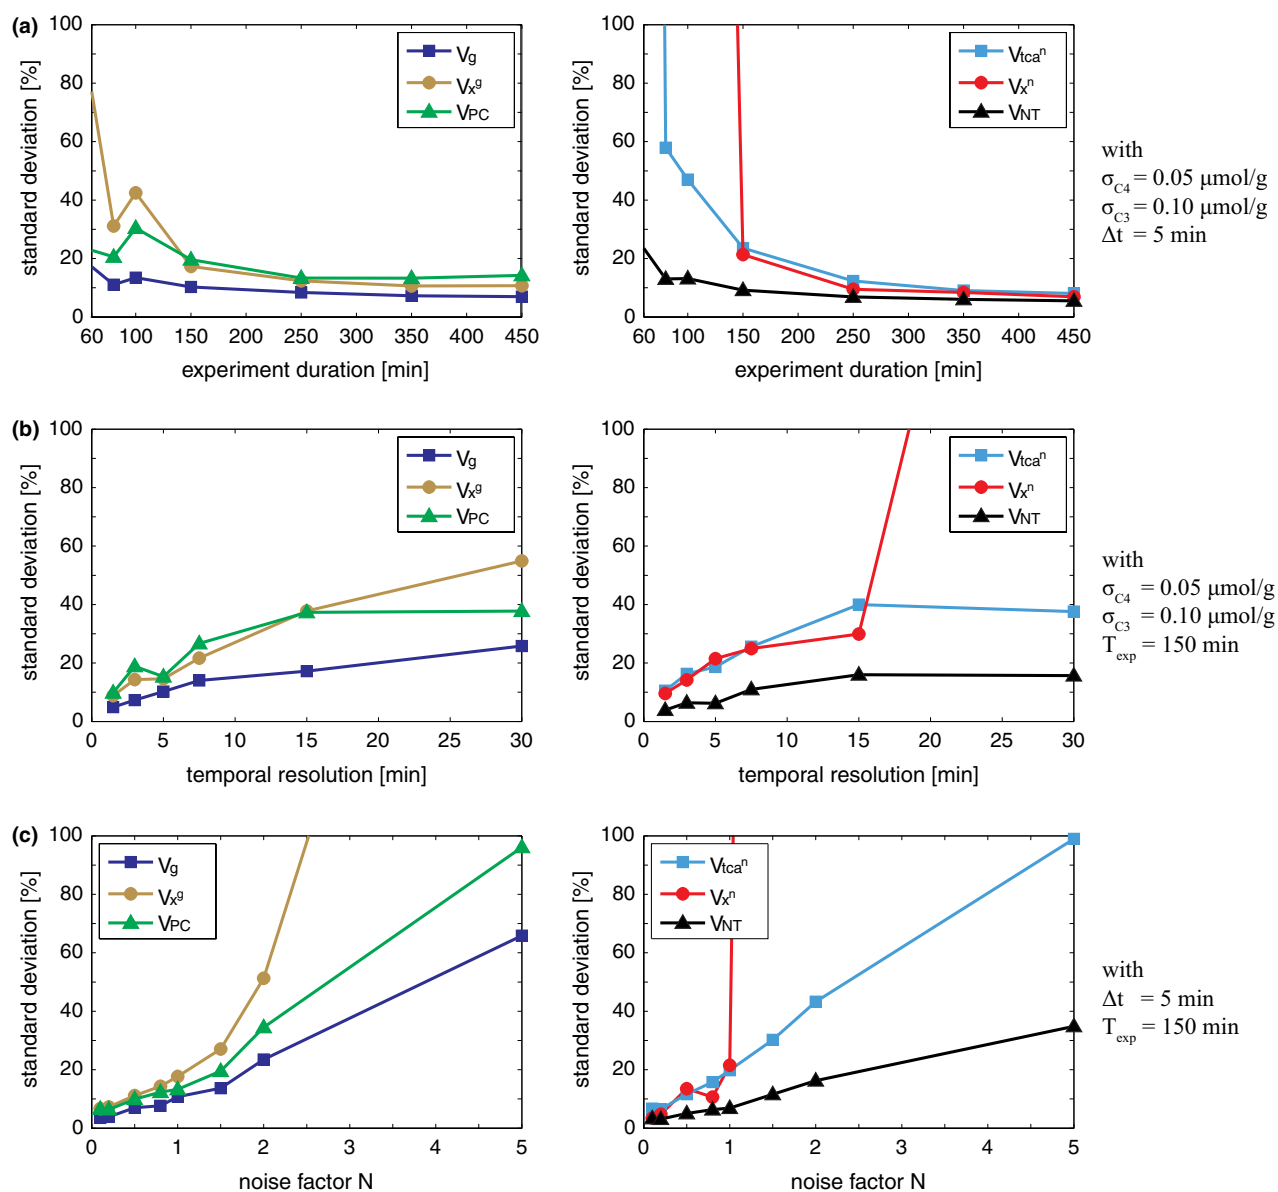 (a)
standard deviation [%]
100
80
60
40
20
0
60 100 150 200 250 300 350 400 450
experiment duration [min]
Vg
Vxg
VPC
standard deviation [%]
100
80
60
40
20
0
60 100 150 200 250 300 350 400 450
experiment duration [min]
Vtcan
Vxn
VNT
with
σC4 = 0.05 μmol/g
σC3 = 0.10 μmol/g
Δt = 5 min
(b)
standard deviation [%]
100
80
60
40
20
0
0 5 10 15 20 25 30
temporal resolution [min]
Vg
Vxg
VPC
standard deviation [%]
100
80
60
40
20
0
0 5 10 15 20 25 30
temporal resolution [min]
Vtcan
Vxn
VNT
with
σC4 = 0.05 μmol/g
σC3 = 0.10 μmol/g
Texp = 150 min
(c)
standard deviation [%]
100
80
60
40
20
0
0 1 2 3 4 5
noise factor N
Vg
Vxg
VPC
standard deviation [%]
100
80
60
40
20
0
0 1 2 3 4 5
noise factor N
Vtcan
Vxn
VNT
with
Δt = 5 min
Texp = 150 min